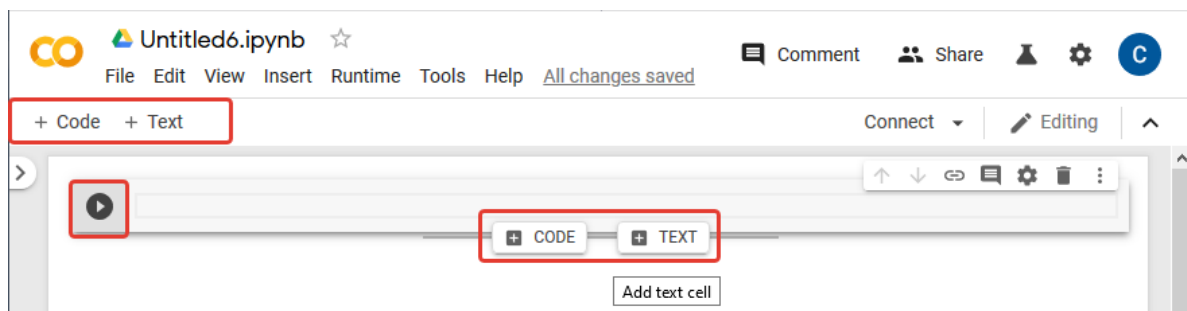 Untitled6.ipynb
Comment Share C
File Edit View Insert Runtime Tools Help All changes saved
+ Code + Text Connect Editing
CODE TEXT
Add text cell